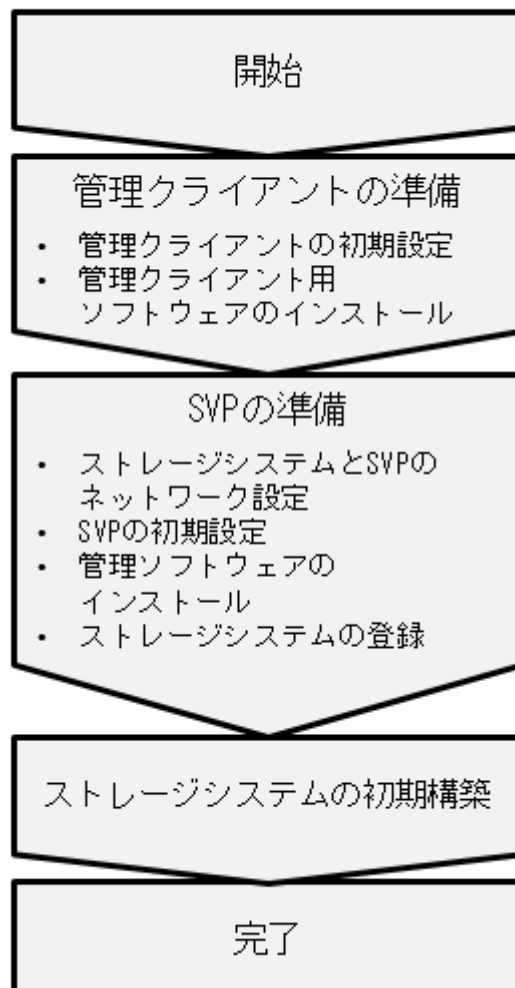 開始
管理クライアントの準備
・ 管理クライアントの初期設定
・ 管理クライアント用
ソフトウェアのインストール
SVPの準備
・ ストレージシステムとSVPの
ネットワーク設定
・ SVPの初期設定
・ 管理ソフトウェアの
インストール
・ ストレージシステムの登録
ストレージシステムの初期構築
完了